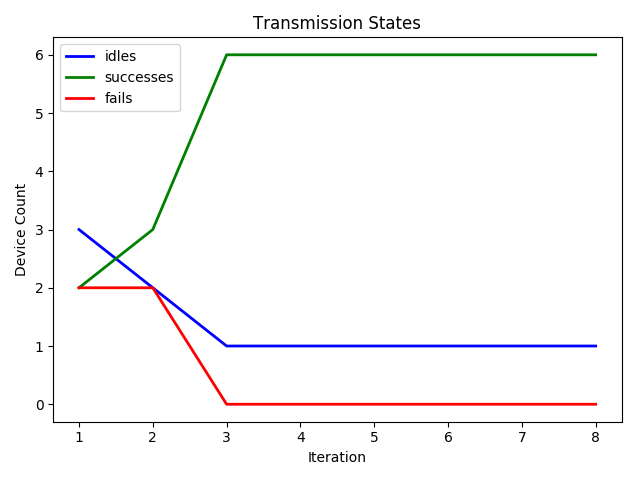 Transmission States
idles
successes
fails
Device Count
6
5
4
3
2
1
0
1 2 3 4 5 6 7 8
Iteration